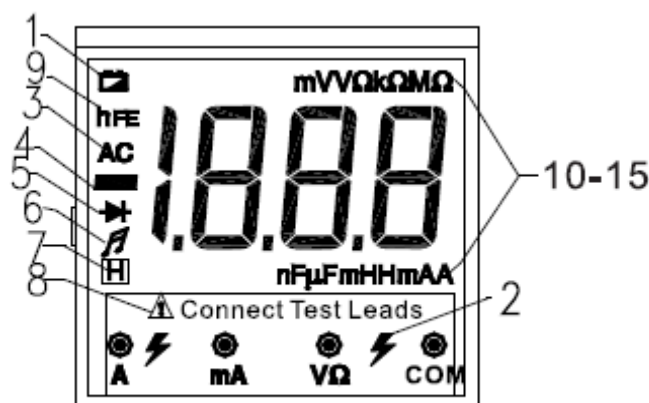 1
9
hFE
3
AC
4
5
6
7
H
8
mVVΩkΩMΩ
1.8.8.8
10-15
nFµFmHHmAA
Connect Test Leads
2
A
mA
VΩ
COM